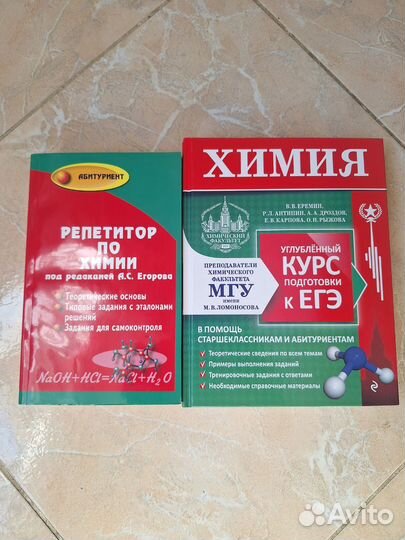 АБИТУРИЕНТ
РЕПЕТИТОР
ПО
ХИМИИ
под редакцией А.С. Егорова
Теоретические основы
Типовые задания с эталонами
решений
Задания для самоконтроля
NaOH+HCl=NaCl+H₂O
ХИМИЯ
В.В. ЕРЕМИН,
Р.Л. АНТИПИН, А.А. ДРОЗДОВ,
Е.В. КАРПОВА, О.Н. РЫЖОВА
ХИМИЧЕСКИЙ
ФАКУЛЬТЕТ
ПРЕПОДАВАТЕЛИ
ХИМИЧЕСКОГО
ФАКУЛЬТЕТА
МГУ
ИМЕНИ
М.В.ЛОМОНОСОВА
УГЛУБЛЁННЫЙ
КУРС
ПОДГОТОВКИ
К ЕГЭ
В ПОМОЩЬ
СТАРШЕКЛАССНИКАМ И АБИТУРИЕНТАМ
Теоретические сведения по всем темам
Примеры выполнения заданий
Тренировочные задания с ответами
Необходимые справочные материалы
Avito